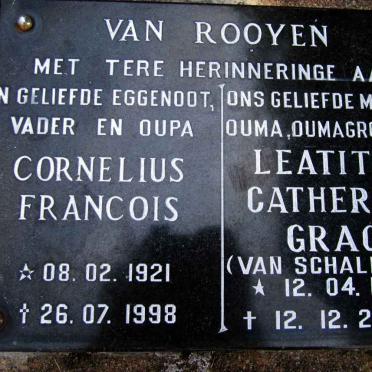 VAN ROOYEN
MET TERE HERINNERINGE AA
N GELIEFDE EGGENOOT,
VADER EN OUPA
CORNELIUS
FRANCOIS
☆ 08. 02. 1921
† 26. 07. 1998
ONS GELIEFDE M
OUMA, OUMAGRO
LEATIT
CATHER
GRAC
(VAN SCHAL
☆ 12. 04. 1
† 12. 12. 2